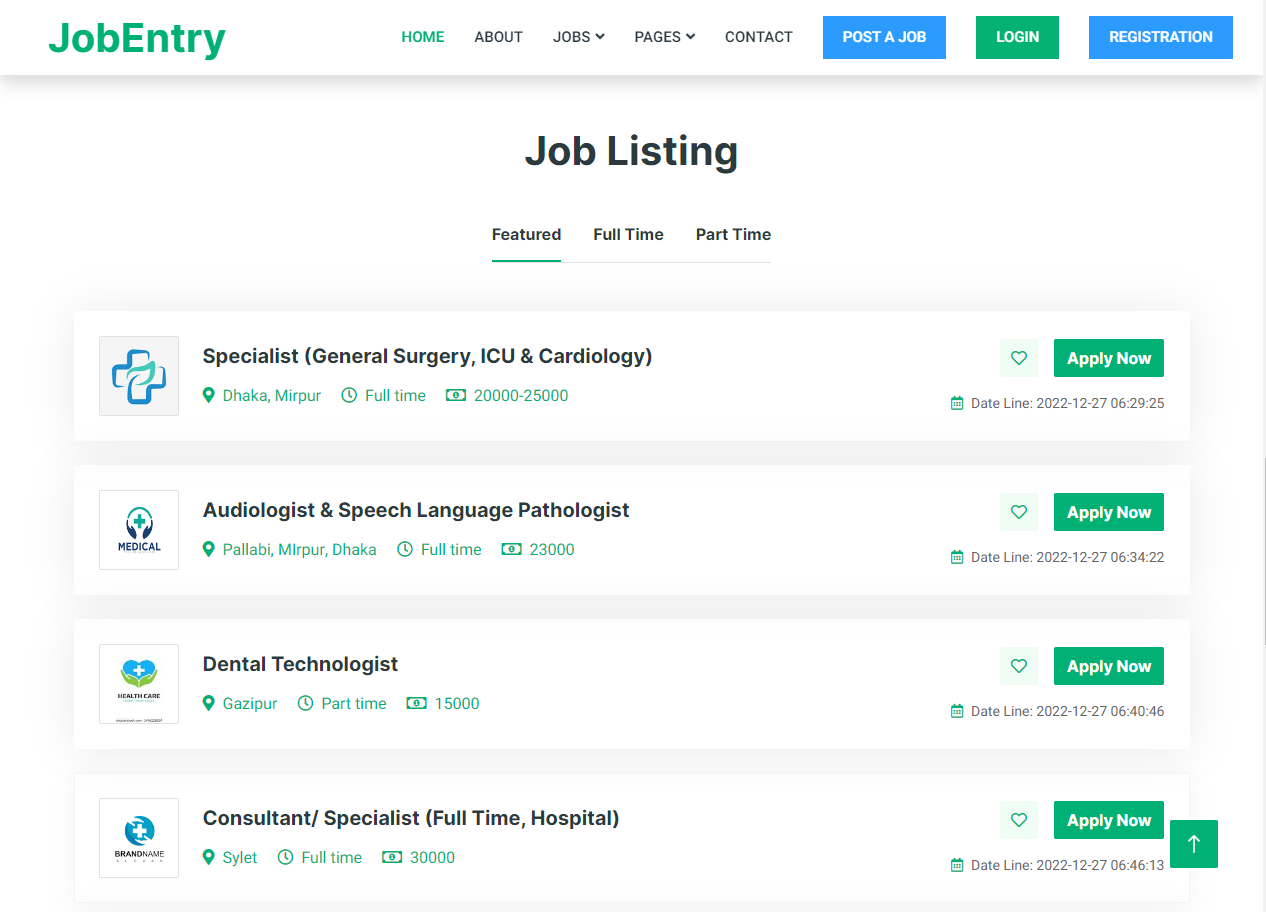 JobEntry
HOME ABOUT JOBS PAGES CONTACT POST A JOB LOGIN REGISTRATION
Job Listing
Featured Full Time Part Time
Specialist (General Surgery, ICU & Cardiology)
Apply Now
Dhaka, Mirpur Full time 20000-25000
Date Line: 2022-12-27 06:29:25
MEDICAL
Audiologist & Speech Language Pathologist
Apply Now
Pallabi, MIrpur, Dhaka Full time 23000
Date Line: 2022-12-27 06:34:22
HEALTH CARE
Dental Technologist
Apply Now
Gazipur Part time 15000
Date Line: 2022-12-27 06:40:46
BRANDNAME
SLOGAN
Consultant/ Specialist (Full Time, Hospital)
Apply Now
Sylet Full time 30000
Date Line: 2022-12-27 06:46:13